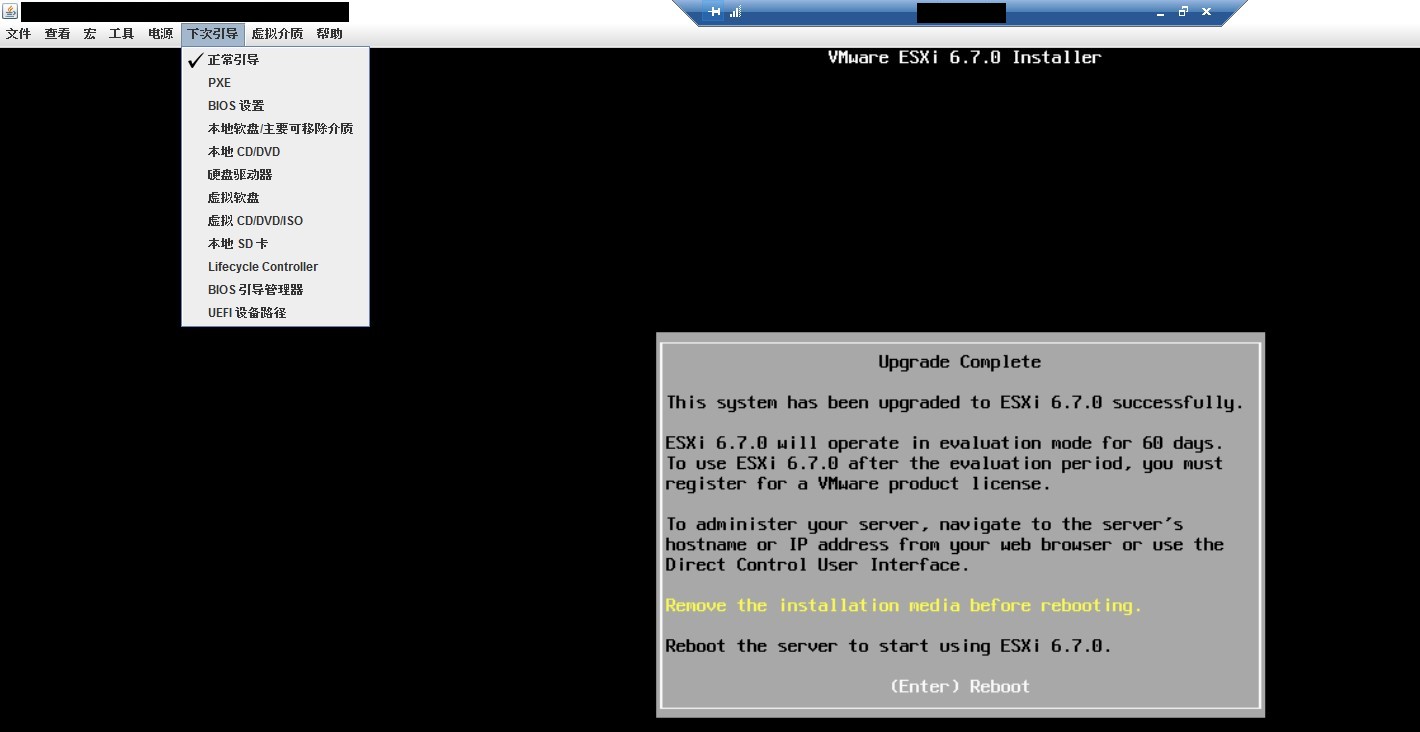 文件 查看 宏 工具 电源 下次引导 虚拟介质 帮助
正常引导
PXE
BIOS 设置
本地软盘/主要可移除介质
本地 CD/DVD
硬盘驱动器
虚拟软盘
虚拟 CD/DVD/ISO
本地 SD 卡
Lifecycle Controller
BIOS 引导管理器
UEFI 设备路径
VMware ESXi 6.7.0 Installer
Upgrade Complete
This system has been upgraded to ESXi 6.7.0 successfully.
ESXi 6.7.0 will operate in evaluation mode for 60 days.
To use ESXi 6.7.0 after the evaluation period, you must
register for a VMware product license.
To administer your server, navigate to the server's
hostname or IP address from your web browser or use the
Direct Control User Interface.
Remove the installation media before rebooting.
Reboot the server to start using ESXi 6.7.0.
(Enter) Reboot